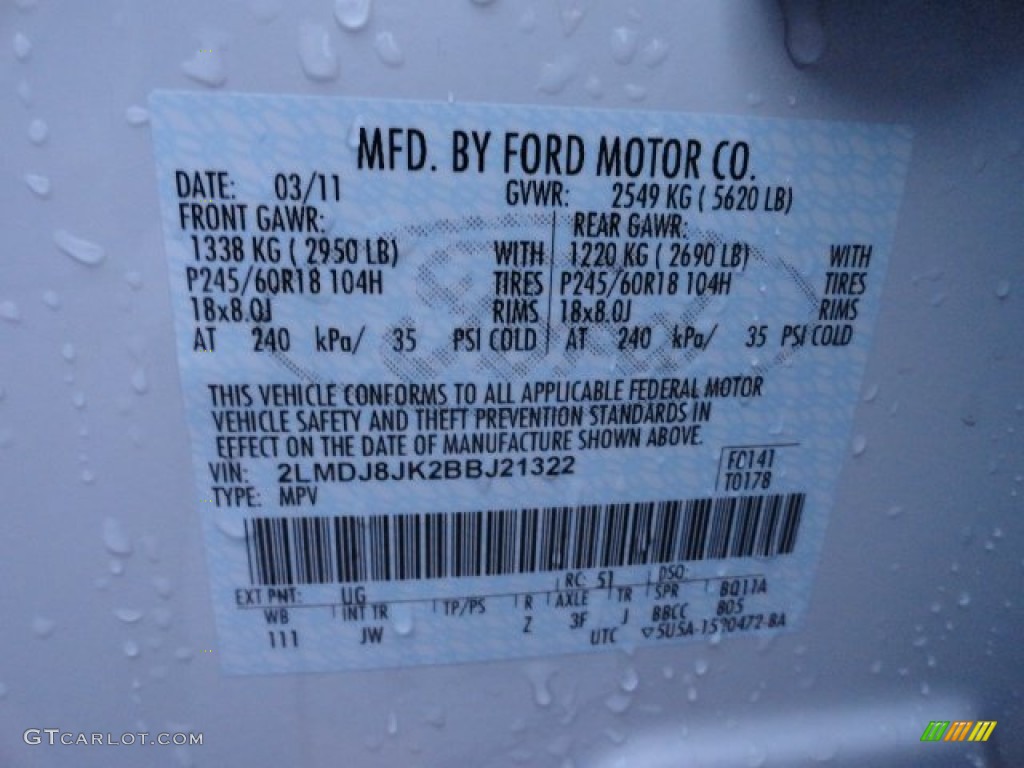 MFD. BY FORD MOTOR CO.
DATE: 03/11 GVWR: 2549 KG ( 5620 LB)
FRONT GAWR: REAR GAWR:
1338 KG ( 2950 LB) WITH 1220 KG ( 2690 LB) WITH
P245/60R18 104H TIRES P245/60R18 104H TIRES
18x8.0J RIMS 18x8.0J RIMS
AT 240 kPa/ 35 PSI COLD AT 240 kPa/ 35 PSI COLD
THIS VEHICLE CONFORMS TO ALL APPLICABLE FEDERAL MOTOR
VEHICLE SAFETY AND THEFT PREVENTION STANDARDS IN
EFFECT ON THE DATE OF MANUFACTURE SHOWN ABOVE.
VIN: 2LMDJ8JK2BBJ21322 FC141
TYPE: MPV T0178
EXT PNT: UG RC: 51 DSO:
WB INT TR TP/PS R AXLE TR SPR BQ11A
111 JW Z 3F J BBCC 805
UTC ▽5U5A-1520472-BA
GTCARLOT.COM